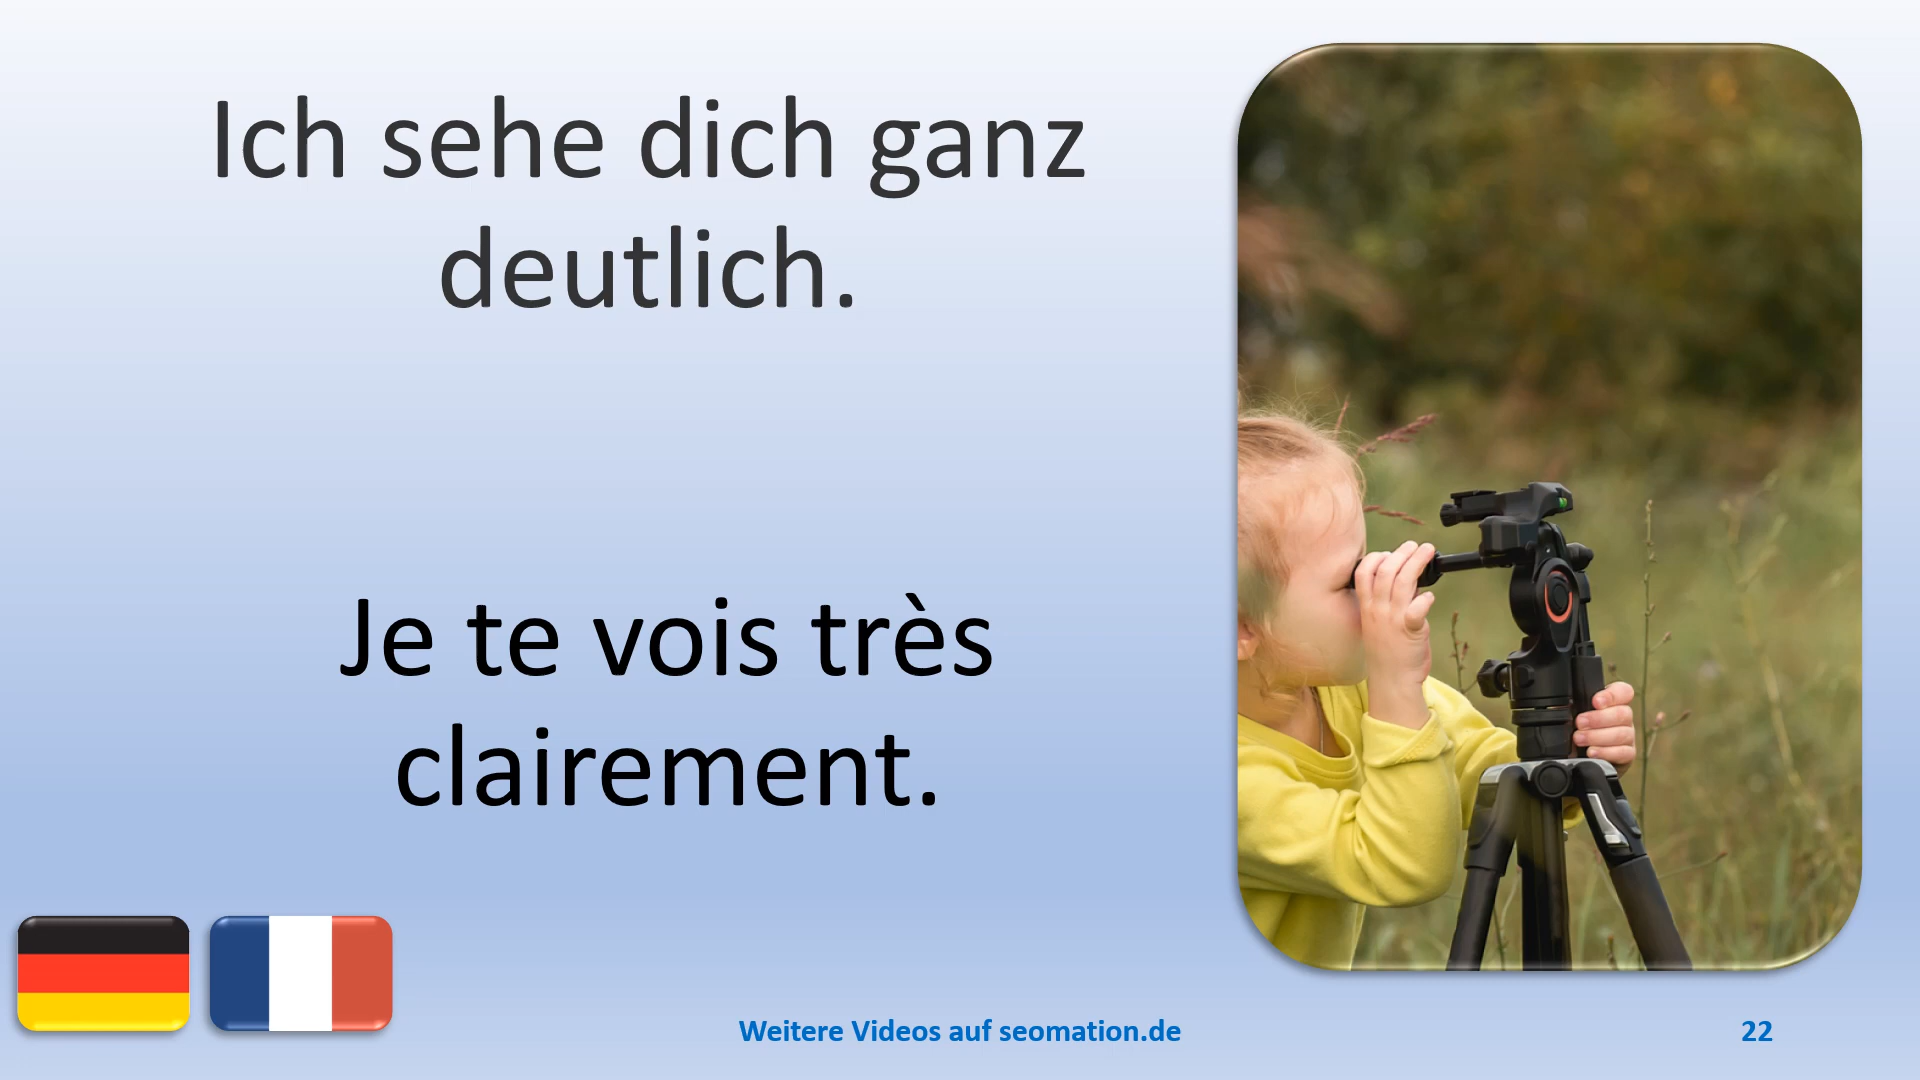 Ich sehe dich ganz
deutlich.
Je te vois très
clairement.
Weitere Videos auf seomation.de
22